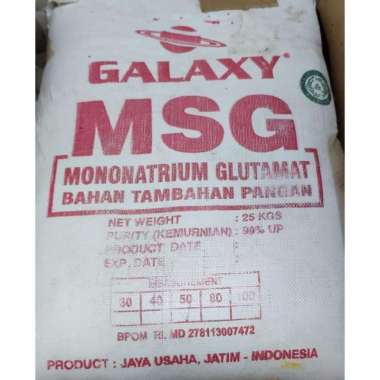 GALAXY
MSG
MONONATRIUM GLUTAMAT
BAHAN TAMBAHAN PANGAN
NET WEIGHT : 25 KGS
PURITY (KEMURNIAN) : 99% UP
PRODUCT DATE :
EXP. DATE :
MEASUREMENT
30 40 50 80 100
BPOM RI. MD 278113007472
PRODUCT : JAYA USAHA, JATIM - INDONESIA